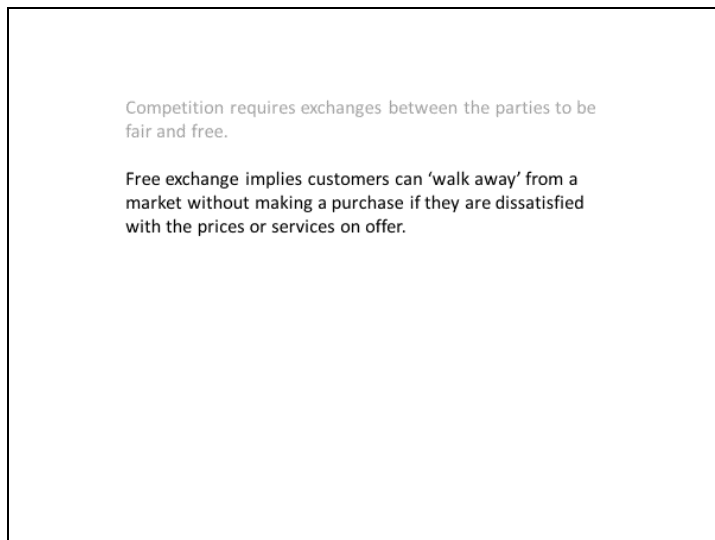 Competition requires exchanges between the parties to be
fair and free.
Free exchange implies customers can ‘walk away’ from a
market without making a purchase if they are dissatisfied
with the prices or services on offer.